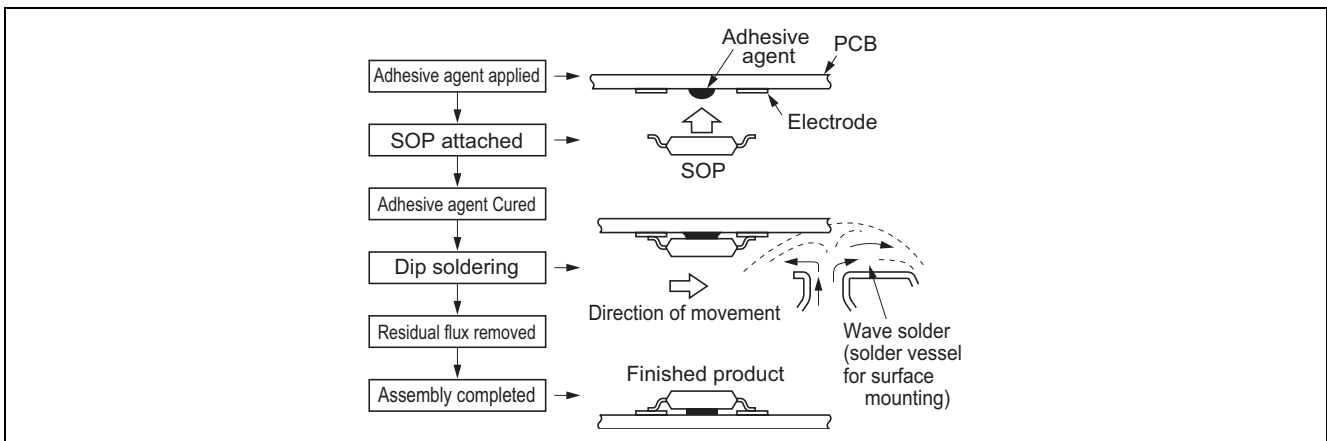 Adhesive agent applied
SOP attached
Adhesive agent Cured
Dip soldering
Residual flux removed
Assembly completed
Adhesive
agent
PCB
Electrode
SOP
Direction of movement
Wave solder
(solder vessel
for surface
mounting)
Finished product